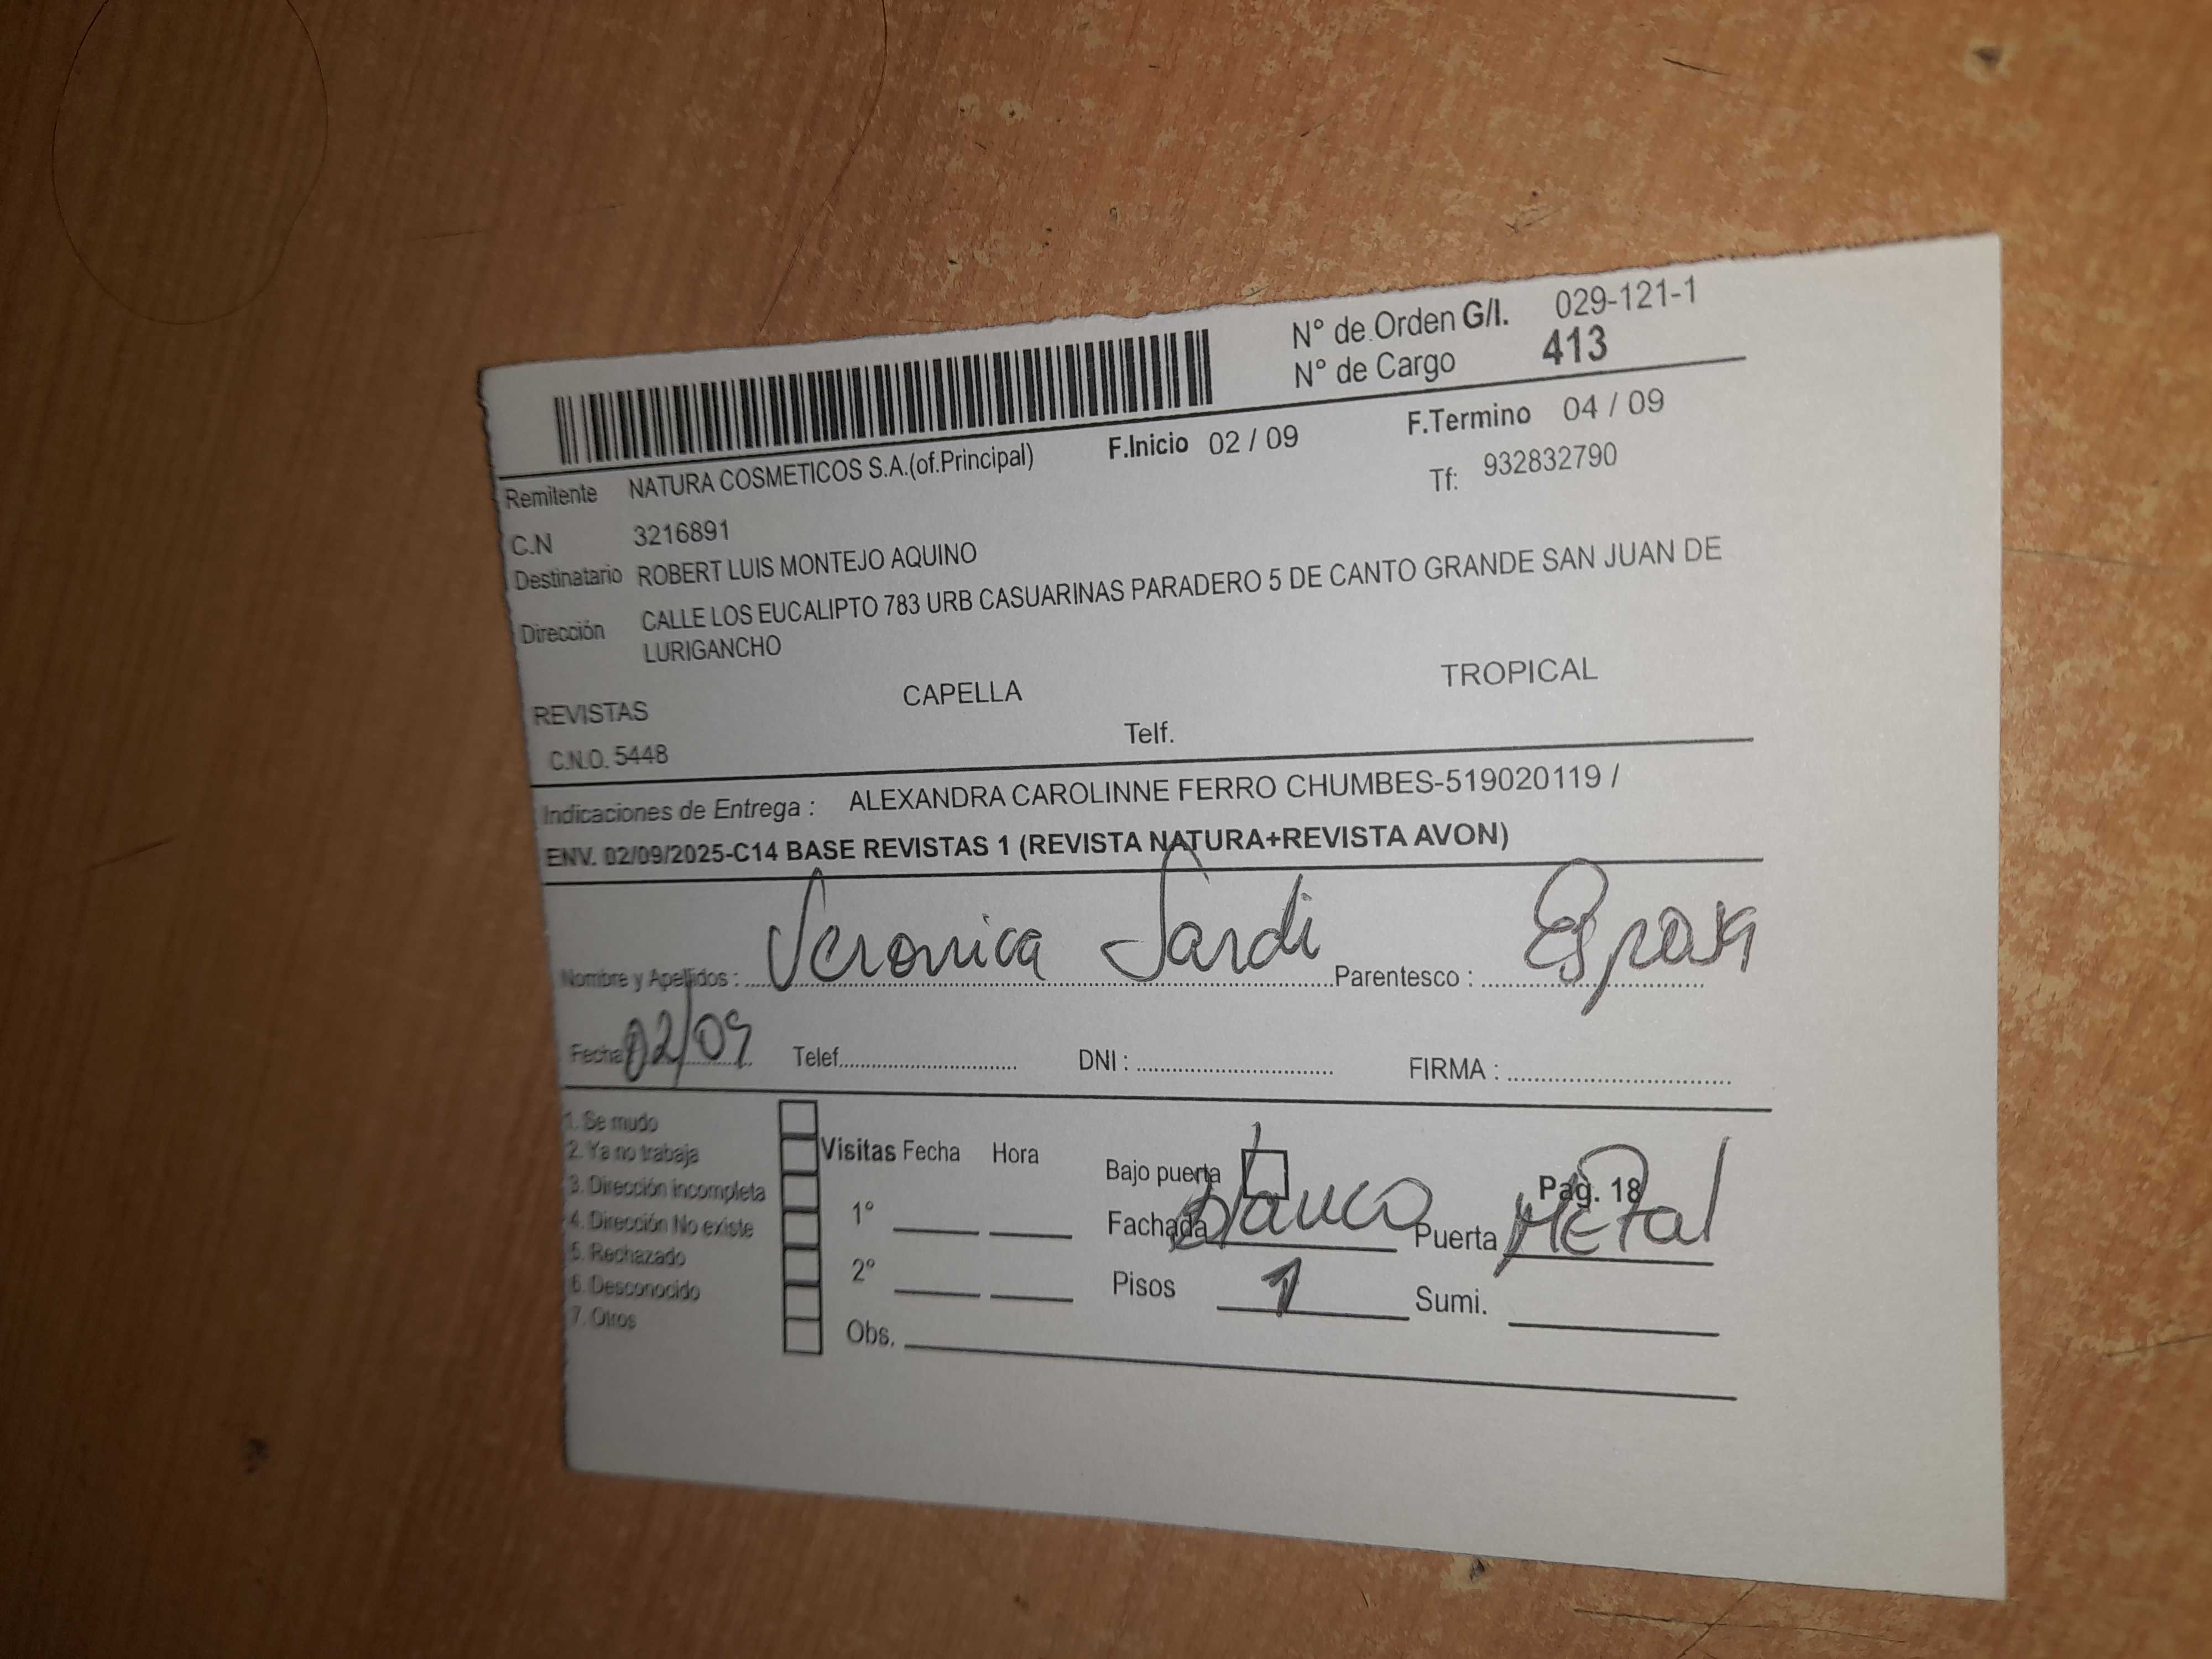 N° de Orden G/I. 029-121-1
N° de Cargo 413
F.Inicio 02 / 09 F.Termino 04 / 09
Remitente NATURA COSMETICOS S.A.(of.Principal)
Tf: 932832790
C.N 3216891
Destinatario ROBERT LUIS MONTEJO AQUINO
Dirección CALLE LOS EUCALIPTO 783 URB CASUARINAS PARADERO 5 DE CANTO GRANDE SAN JUAN DE
LURIGANCHO
REVISTAS CAPELLA TROPICAL
C.N.O. 5448 Telf.
Indicaciones de Entrega : ALEXANDRA CAROLINNE FERRO CHUMBES-519020119 /
ENV. 02/09/2025-C14 BASE REVISTAS 1 (REVISTA NATURA+REVISTA AVON)
Nombre y Apellidos : Veronica Parentesco :
Fecha 02/09 Telef. DNI : FIRMA :
1. Se mudo
2. Ya no trabaja
3. Dirección incompleta
4. Dirección No existe
5. Rechazado
6. Desconocido
7. Otros
Visitas Fecha Hora
1°
2°
Obs.
Bajo puerta Pag. 18
Fachada blanco Puerta Metal
Pisos 1 Sumi.